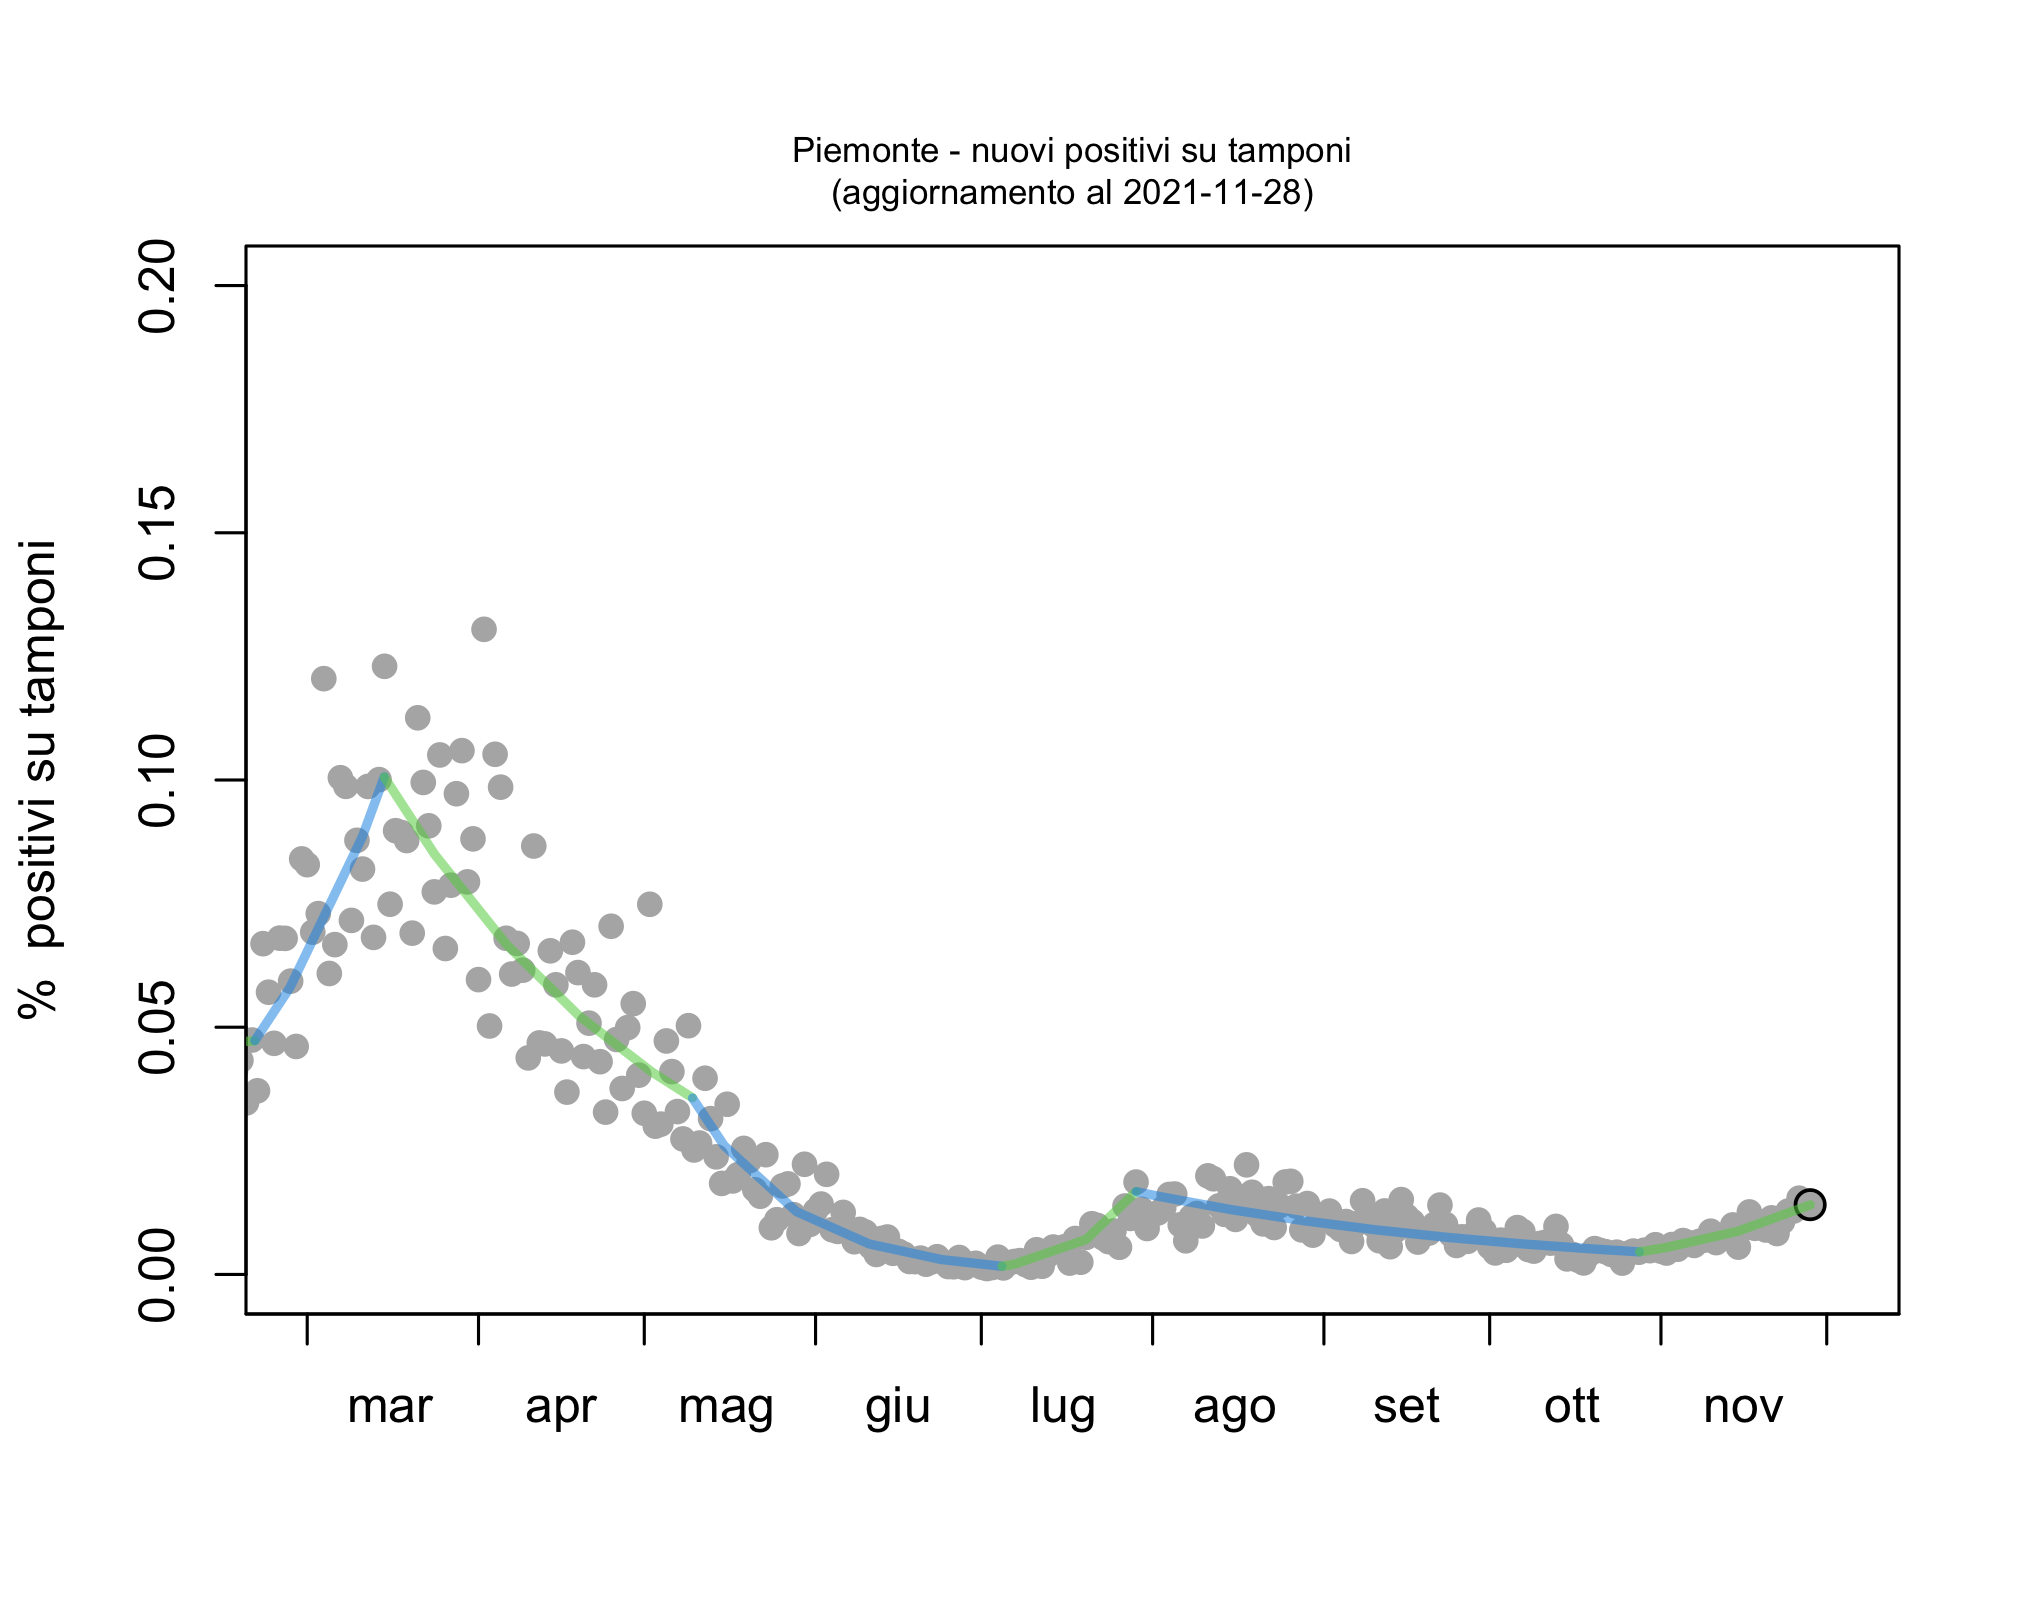 Piemonte - nuovi positivi su tamponi
(aggiornamento al 2021-11-28)
% positivi su tamponi
0.20
0.15
0.10
0.05
0.00
mar apr mag giu lug ago set ott nov